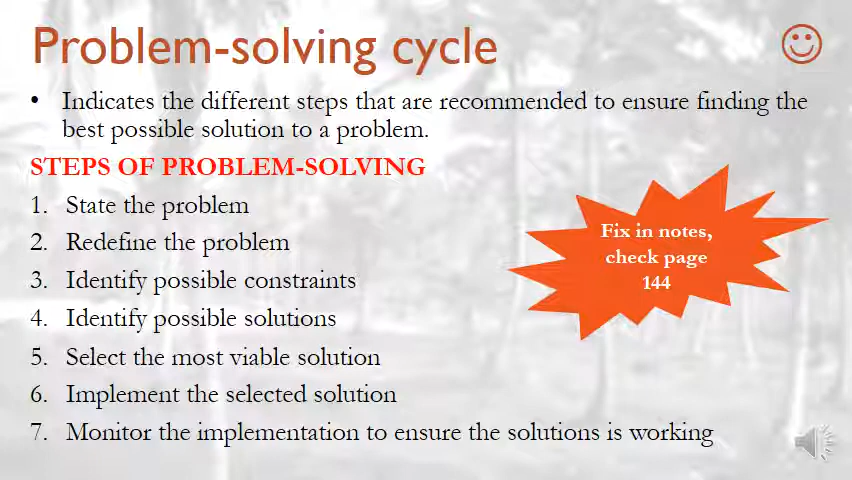 Problem-solving cycle
• Indicates the different steps that are recommended to ensure finding the
best possible solution to a problem.
STEPS OF PROBLEM-SOLVING
1. State the problem
2. Redefine the problem
3. Identify possible constraints
4. Identify possible solutions
5. Select the most viable solution
6. Implement the selected solution
7. Monitor the implementation to ensure the solutions is working
Fix in notes,
check page
144